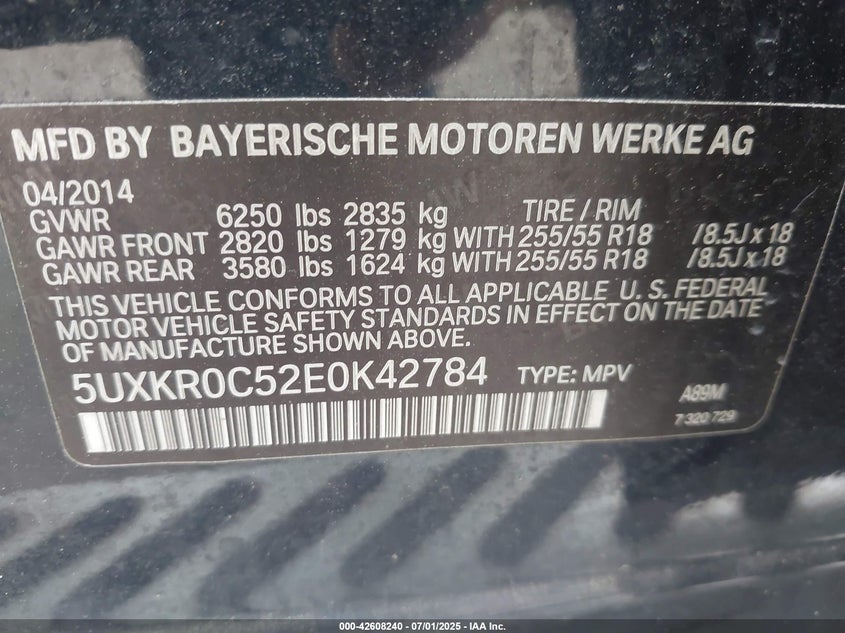 MFD BY BAYERISCHE MOTOREN WERKE AG
04/2014
GVWR 6250 lbs 2835 kg TIRE / RIM
GAWR FRONT 2820 lbs 1279 kg WITH 255/55 R18 /8.5J x 18
GAWR REAR 3580 lbs 1624 kg WITH 255/55 R18 /8.5J x 18
THIS VEHICLE CONFORMS TO ALL APPLICABLE U. S. FEDERAL
MOTOR VEHICLE SAFETY STANDARDS IN EFFECT ON THE DATE
OF MANUFACTURE SHOWN ABOVE.
5UXKR0C52E0K42784 TYPE: MPV
A89M
7 320 729
000-42608240 - 07/01/2025 - IAA Inc.